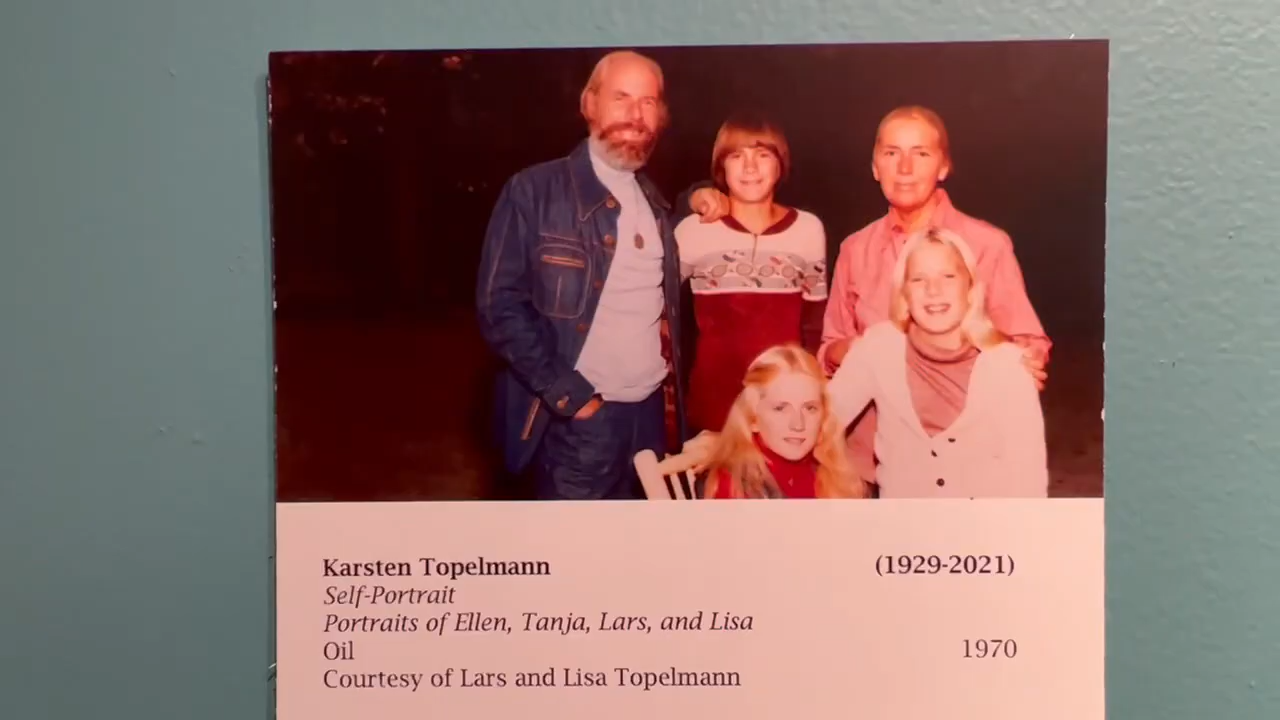 Karsten Topelmann (1929-2021)
Self-Portrait
Portraits of Ellen, Tanja, Lars, and Lisa
Oil 1970
Courtesy of Lars and Lisa Topelmann